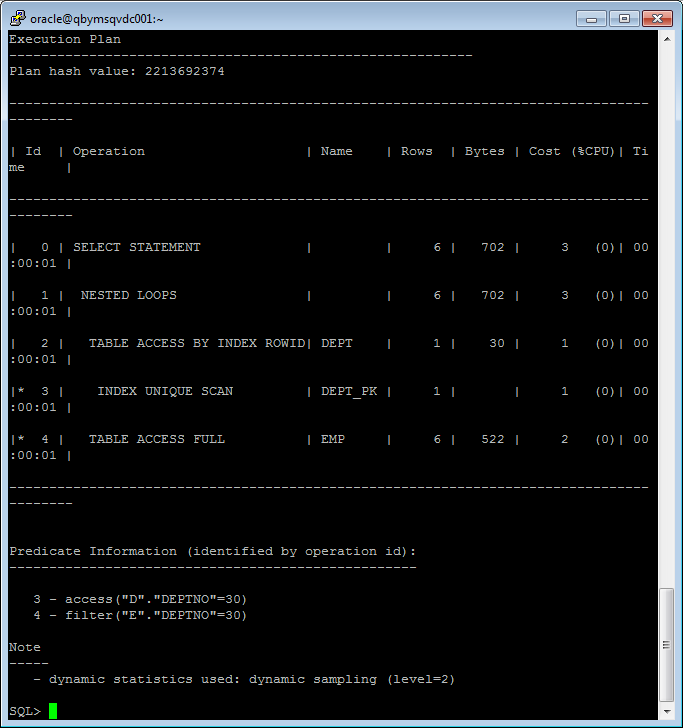 oracle@qbymsqvdc001:~
Execution Plan
----------------------------------------------------------
Plan hash value: 2213692374
--------------------------------------------------------------------------------
--------
| Id  | Operation                    | Name    | Rows  | Bytes | Cost (%CPU)| Ti
me     |
--------------------------------------------------------------------------------
--------
|   0 | SELECT STATEMENT             |         |     6 |   702 |     3   (0)| 00
:00:01 |
|   1 |  NESTED LOOPS                |         |     6 |   702 |     3   (0)| 00
:00:01 |
|   2 |   TABLE ACCESS BY INDEX ROWID| DEPT    |     1 |    30 |     1   (0)| 00
:00:01 |
|*  3 |    INDEX UNIQUE SCAN         | DEPT_PK |     1 |       |     1   (0)| 00
:00:01 |
|*  4 |   TABLE ACCESS FULL          | EMP     |     6 |   522 |     2   (0)| 00
:00:01 |
--------------------------------------------------------------------------------
--------
Predicate Information (identified by operation id):
---------------------------------------------------
   3 - access("D"."DEPTNO"=30)
   4 - filter("E"."DEPTNO"=30)
Note
-----
   - dynamic statistics used: dynamic sampling (level=2)
SQL>